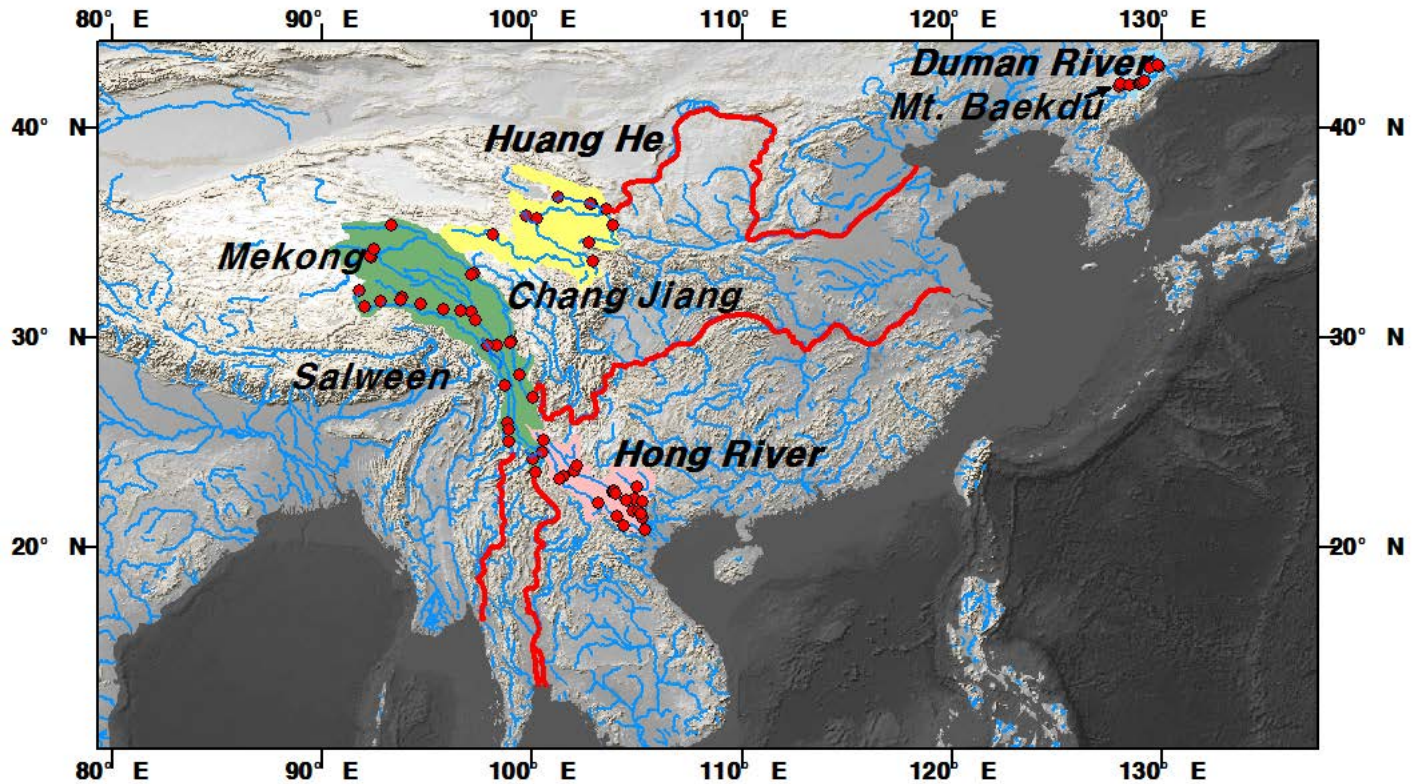 80° E 90° E 100° E 110° E 120° E 130° E
Duman River
Mt. Baekdu
40° N 40° N
Huang He
Mekong
Chang Jiang
30° N 30° N
Salween
Hong River
20° N 20° N
80° E 90° E 100° E 110° E 120° E 130° E